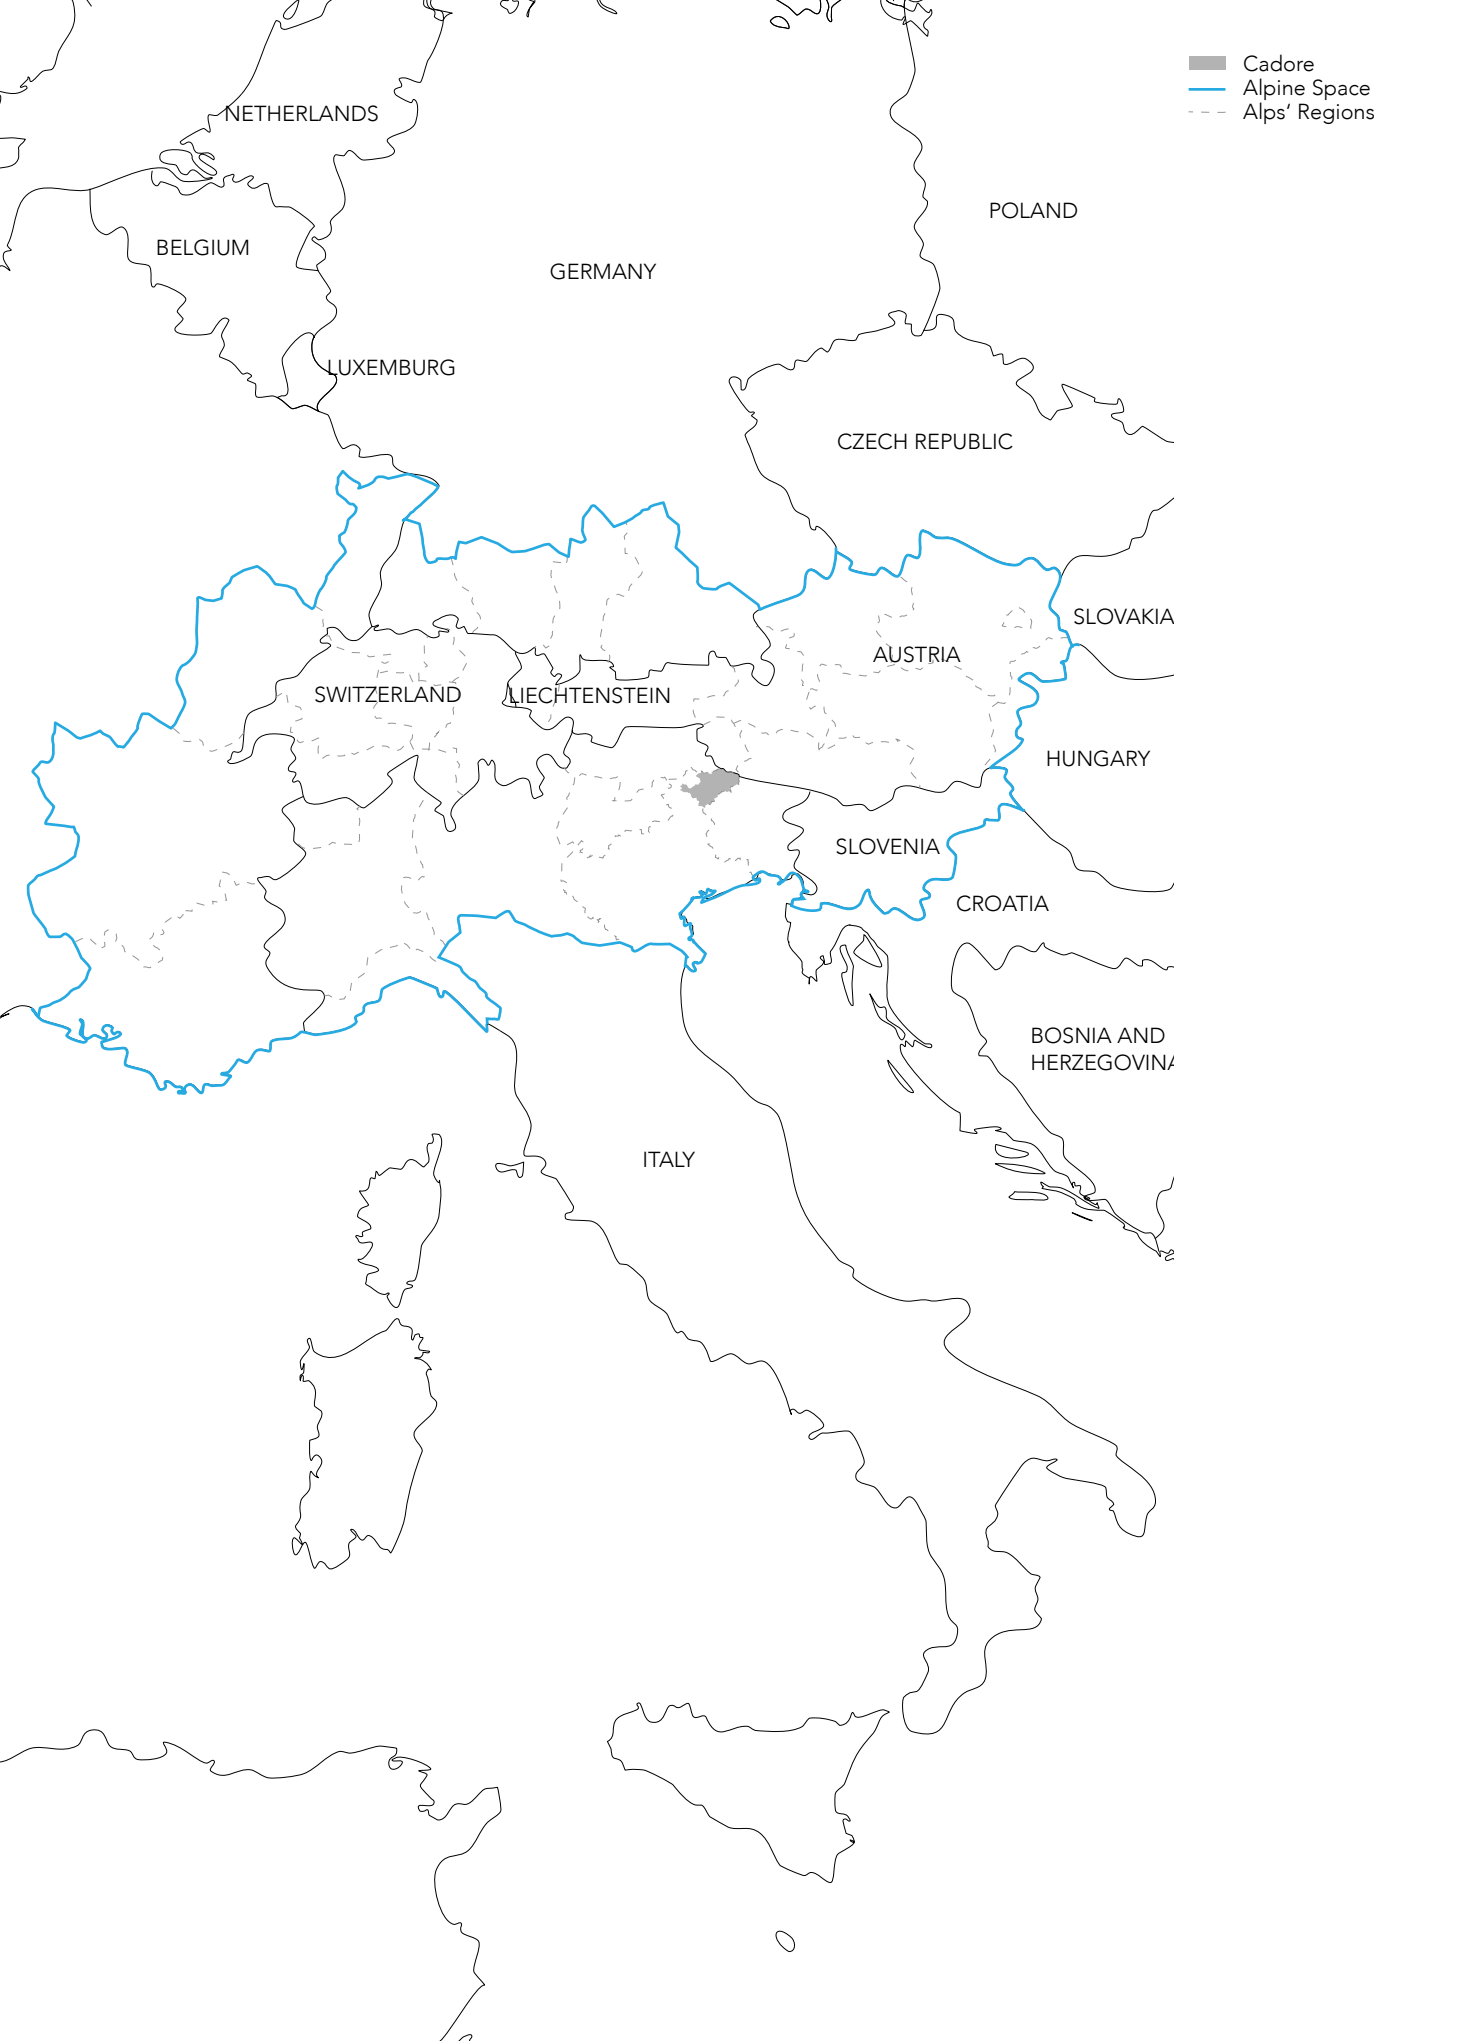 Cadore
Alpine Space
Alps' Regions
NETHERLANDS
POLAND
BELGIUM
GERMANY
LUXEMBURG
CZECH REPUBLIC
SLOVAKIA
AUSTRIA
SWITZERLAND
LIECHTENSTEIN
HUNGARY
SLOVENIA
CROATIA
BOSNIA AND
HERZEGOVINA
ITALY